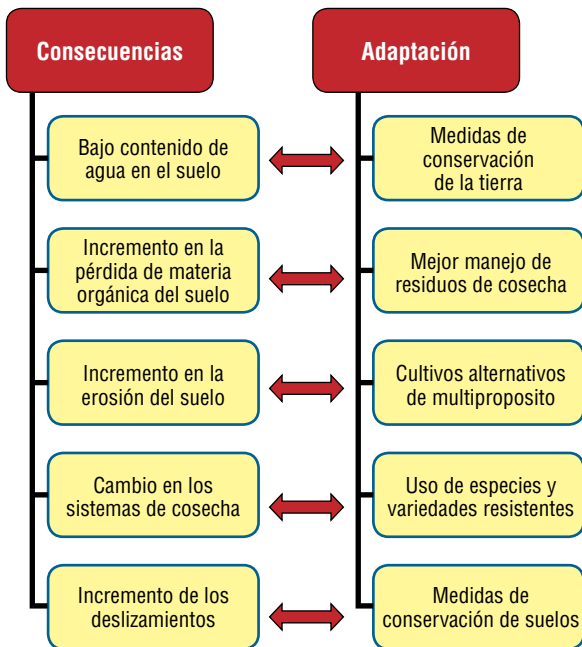 Consecuencias
Adaptación
Bajo contenido de
agua en el suelo
Medidas de
conservación
de la tierra
Incremento en la
pérdida de materia
orgánica del suelo
Mejor manejo de
residuos de cosecha
Incremento en la
erosión del suelo
Cultivos alternativos
de multiproposito
Cambio en los
sistemas de cosecha
Uso de especies y
variedades resistentes
Incremento de los
deslizamientos
Medidas de
conservación de suelos